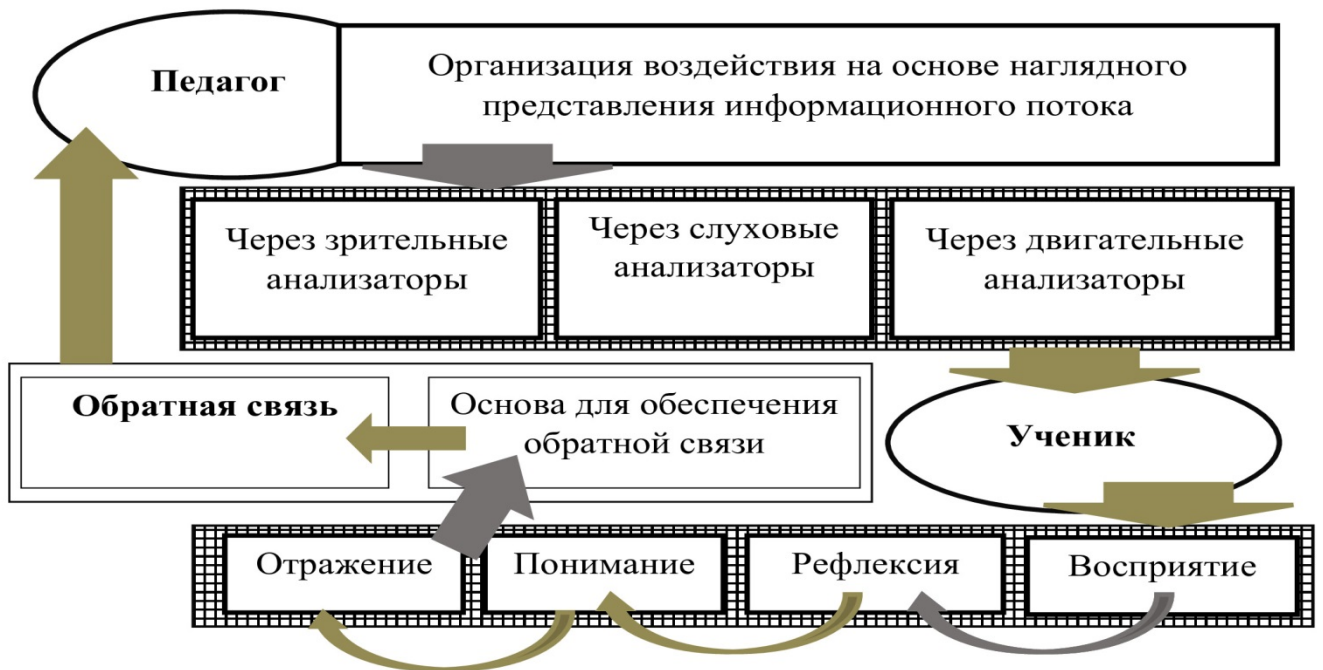 Педагог
Организация воздействия на основе наглядного
представления информационного потока
Через зрительные
анализаторы
Через слуховые
анализаторы
Через двигательные
анализаторы
Обратная связь
Основа для обеспечения
обратной связи
Ученик
Отражение
Понимание
Рефлексия
Восприятие